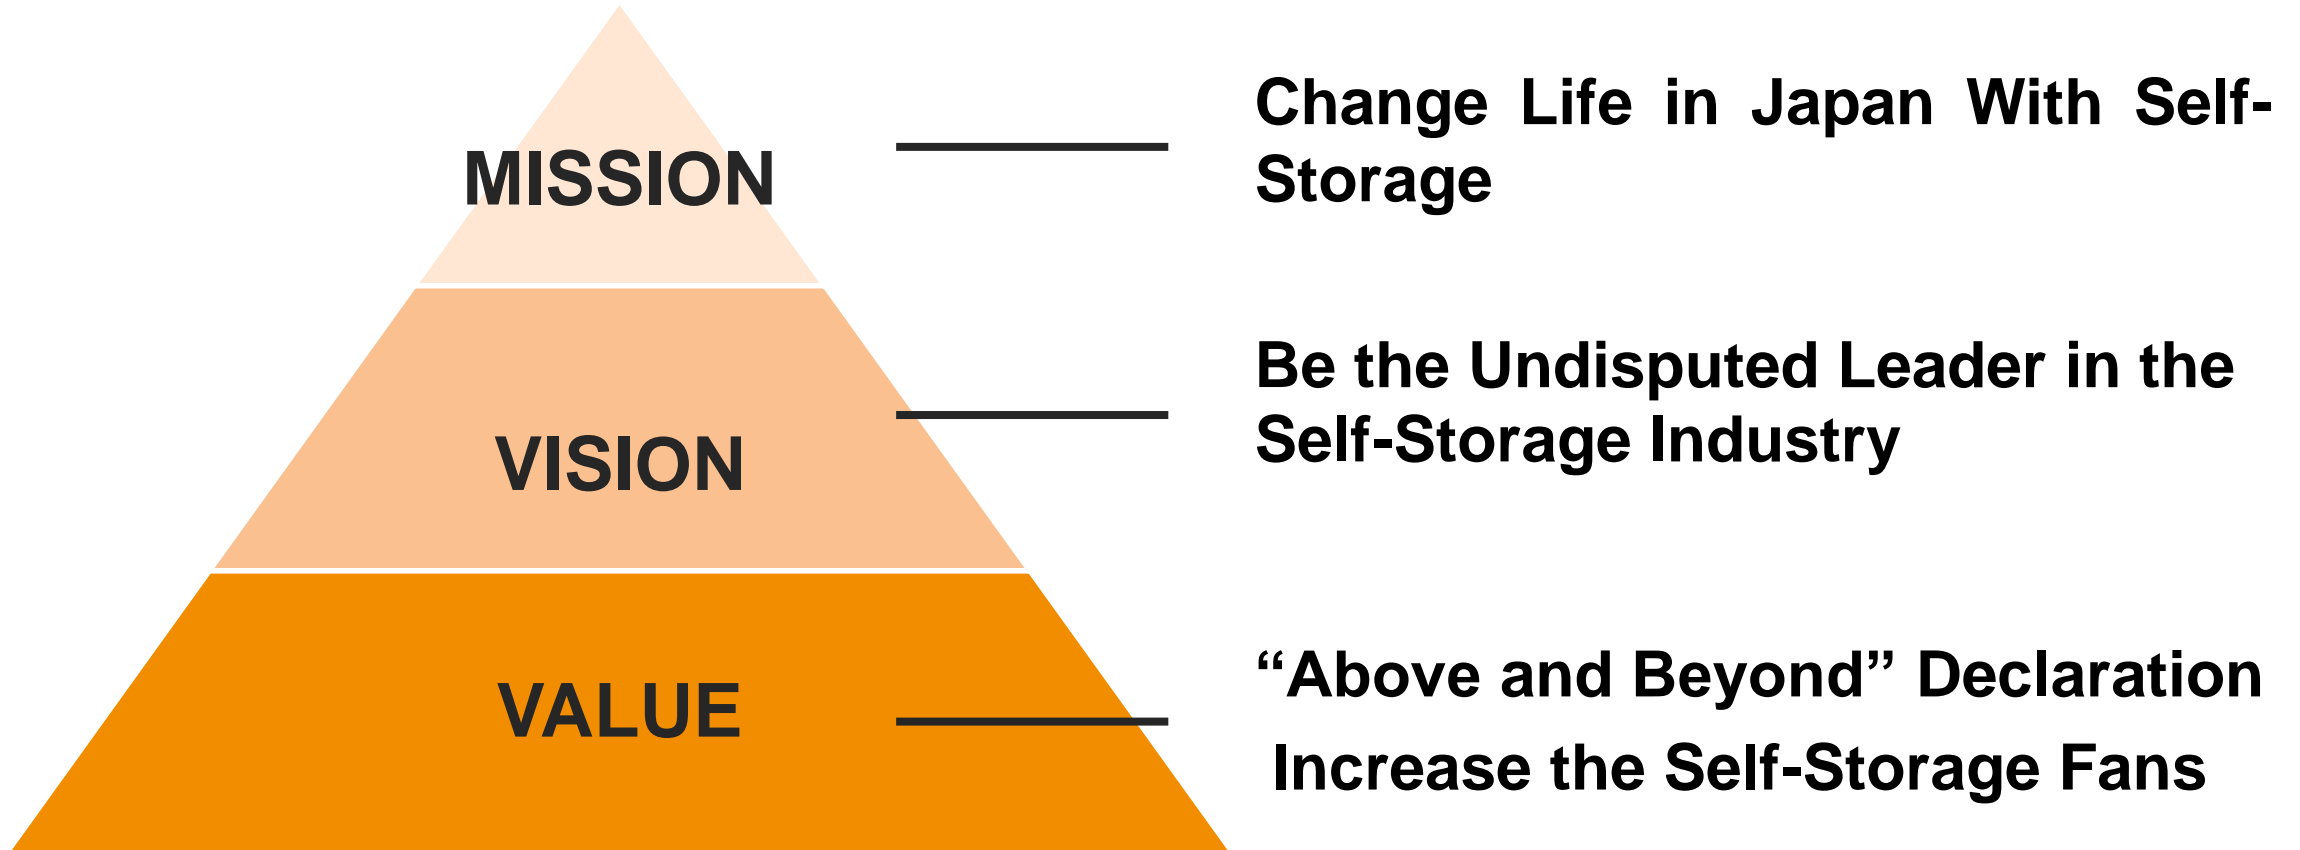 MISSION
Change Life in Japan With Self-
Storage
VISION
Be the Undisputed Leader in the
Self-Storage Industry
VALUE
“Above and Beyond” Declaration
Increase the Self-Storage Fans